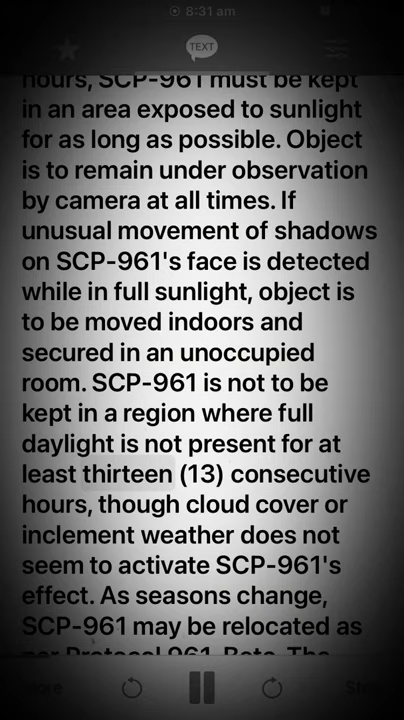 8:31 am
TEXT
hours, SCP-961 must be kept
in an area exposed to sunlight
for as long as possible. Object
is to remain under observation
by camera at all times. If
unusual movement of shadows
on SCP-961's face is detected
while in full sunlight, object is
to be moved indoors and
secured in an unoccupied
room. SCP-961 is not to be
kept in a region where full
daylight is not present for at
least thirteen (13) consecutive
hours, though cloud cover or
inclement weather does not
seem to activate SCP-961's
effect. As seasons change,
SCP-961 may be relocated as
per Protocol 961-Beta. The